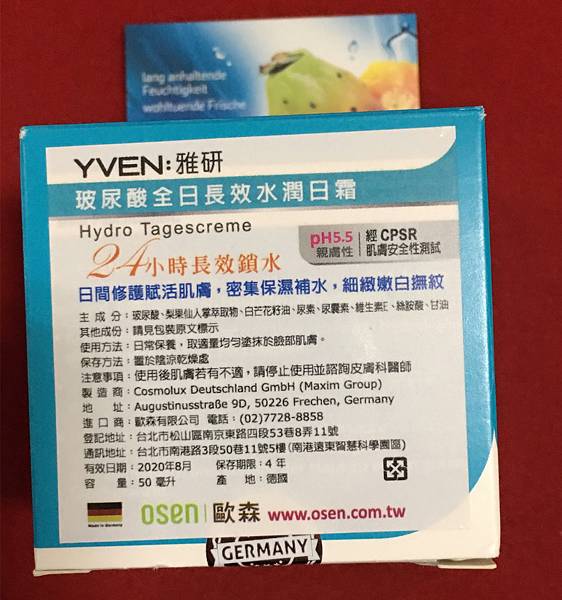 lang anhaltende
Feuchtigkeit
wohltuende Frische
YVEN:雅研
玻尿酸全日長效水潤日霜
Hydro Tagescreme
24小時長效鎖水
pH5.5 親膚性 經 CPSR 肌膚安全性測試
日間修護賦活肌膚，密集保濕補水，細緻嫩白撫紋
主成分：玻尿酸、梨果仙人掌萃取物、白芒花籽油、尿素、尿囊素、維生素E、絲胺酸、甘油
其他成份：請見包裝原文標示
使用方法：日常保養，取適量均勻塗抹於臉部肌膚。
保存方法：置於陰涼乾燥處
注意事項：使用後肌膚若有不適，請停止使用並諮詢皮膚科醫師
製造商：Cosmolux Deutschland GmbH (Maxim Group)
地址：Augustinusstraße 9D, 50226 Frechen, Germany
進口商：歐森有限公司 電話：(02)7728-8858
登記地址：台北市松山區南京東路四段53巷8弄11號
通訊地址：台北市南港路3段50巷11號5樓(南港遠東智慧科學園區)
有效日期：2020年8月 保存期限：4年
容量：50 毫升 產地：德國
Made in Germany
osen 歐森 www.osen.com.tw
GERMANY